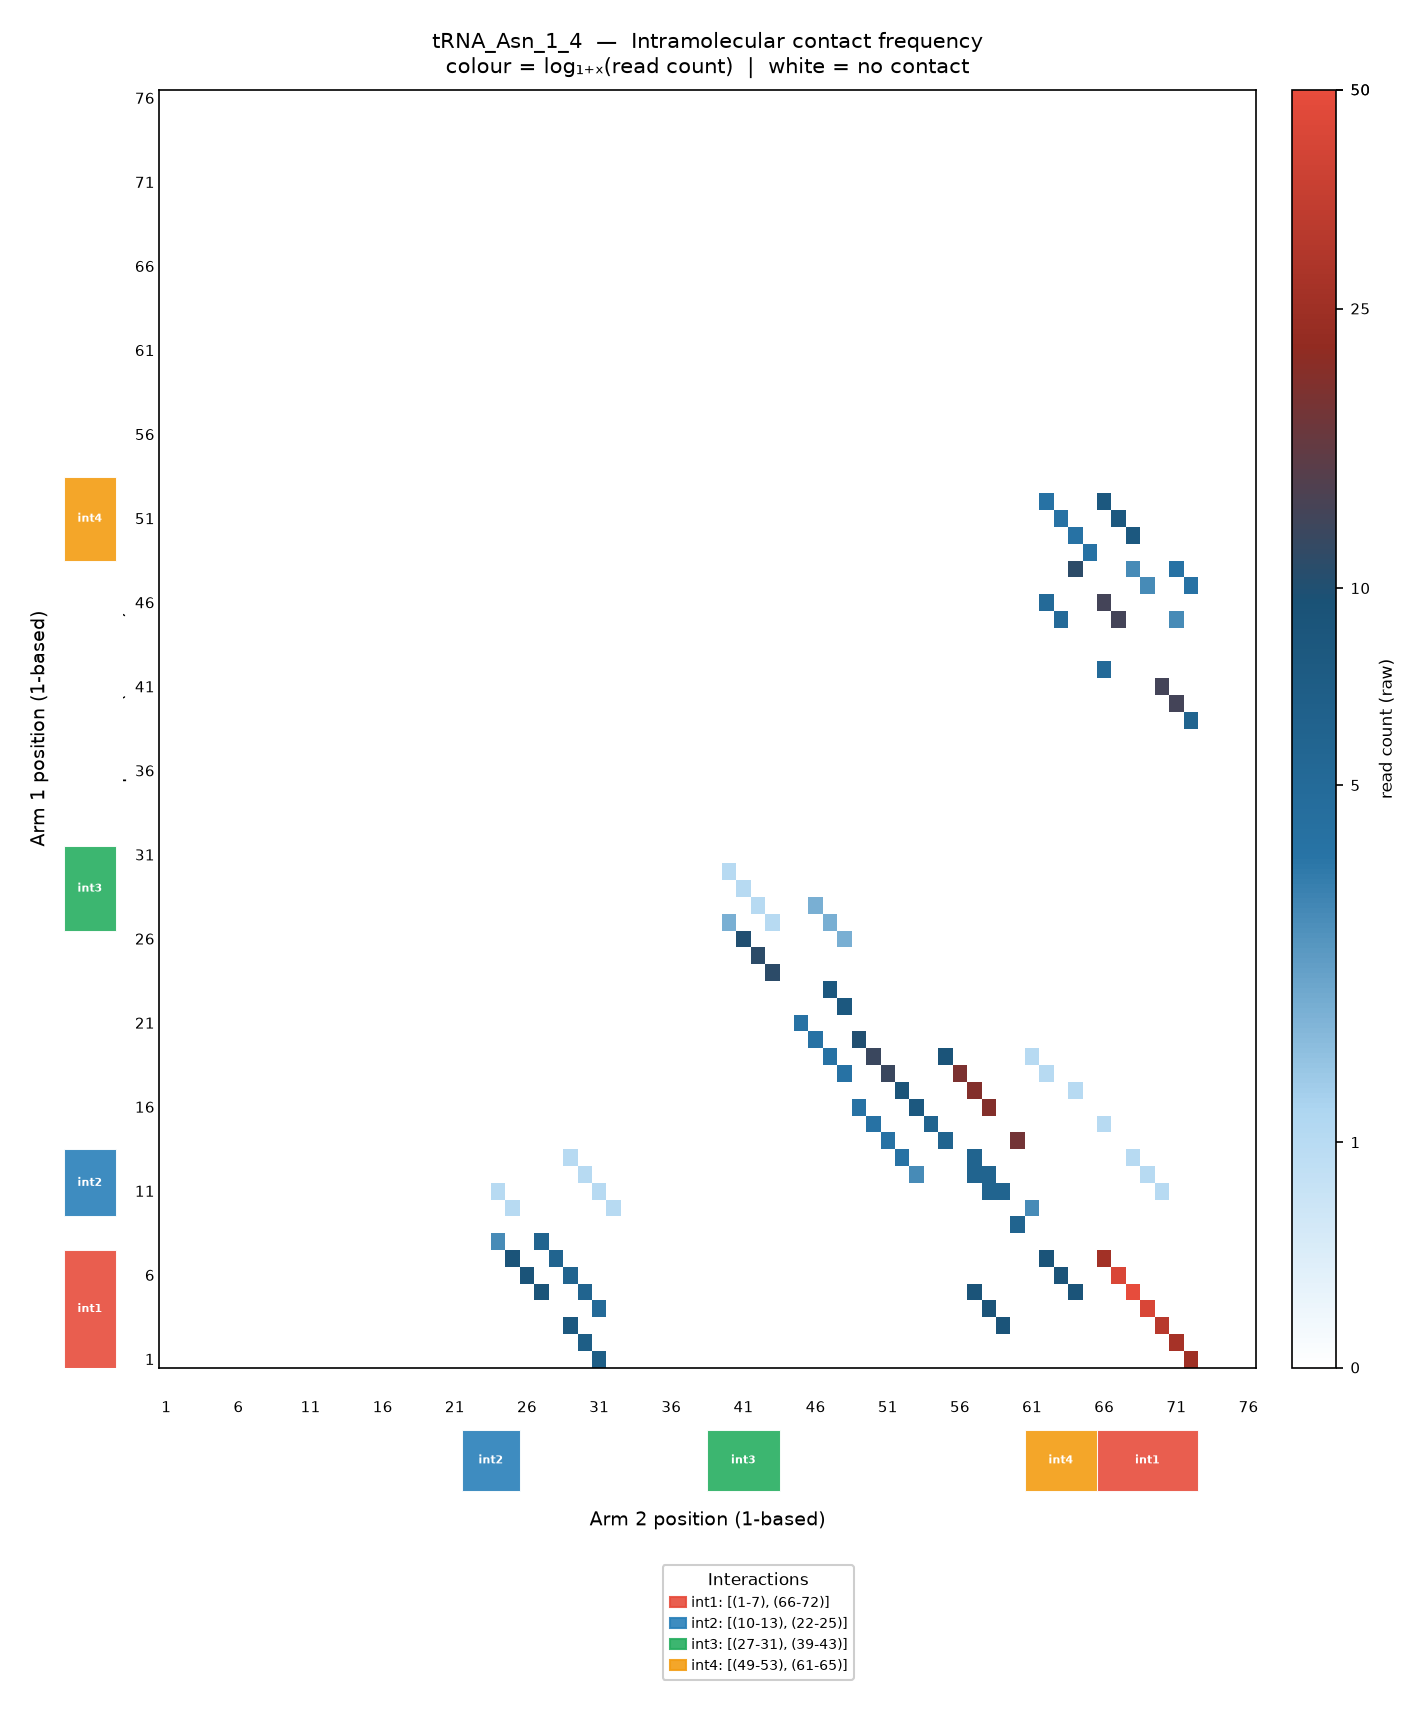 tRNA_Asn_1_4  —  Intramolecular contact frequency
colour = log₁₊ₓ(read count)  |  white = no contact
76
71
66
61
56
51
46
41
36
31
26
21
16
11
6
1
int4
int3
int2
int1
Arm 1 position (1-based)
50
25
10
5
1
0
read count (raw)
1 6 11 16 21 26 31 36 41 46 51 56 61 66 71 76
int2 int3 int4 int1
Arm 2 position (1-based)
Interactions
int1: [(1-7), (66-72)]
int2: [(10-13), (22-25)]
int3: [(27-31), (39-43)]
int4: [(49-53), (61-65)]